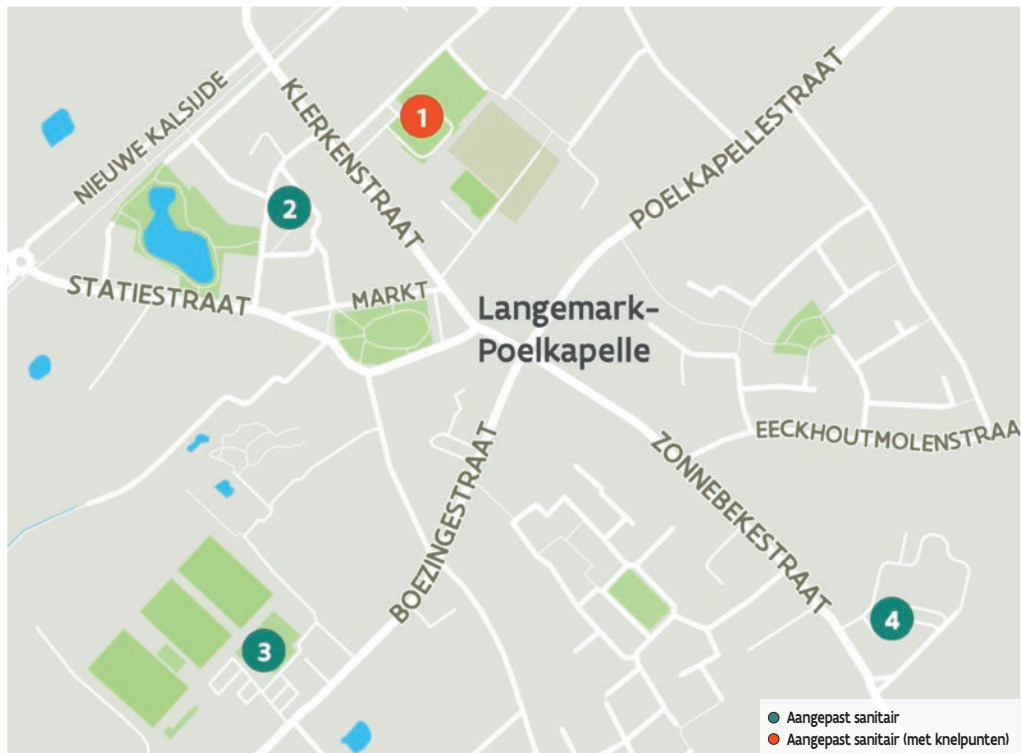 NIEUWE KALSIJDE
KLERKENSTRAAT
1
POELKAPELLESTRAAT
2
STATIESTRAAT
MARKT
Langemark-
Poelkapelle
EECKHOUTMOLENSTRAA
ZONNEBEKESTRAAT
BOEZINGESTRAAT
3
4
Aangepast sanitair
Aangepast sanitair (met knelpunten)